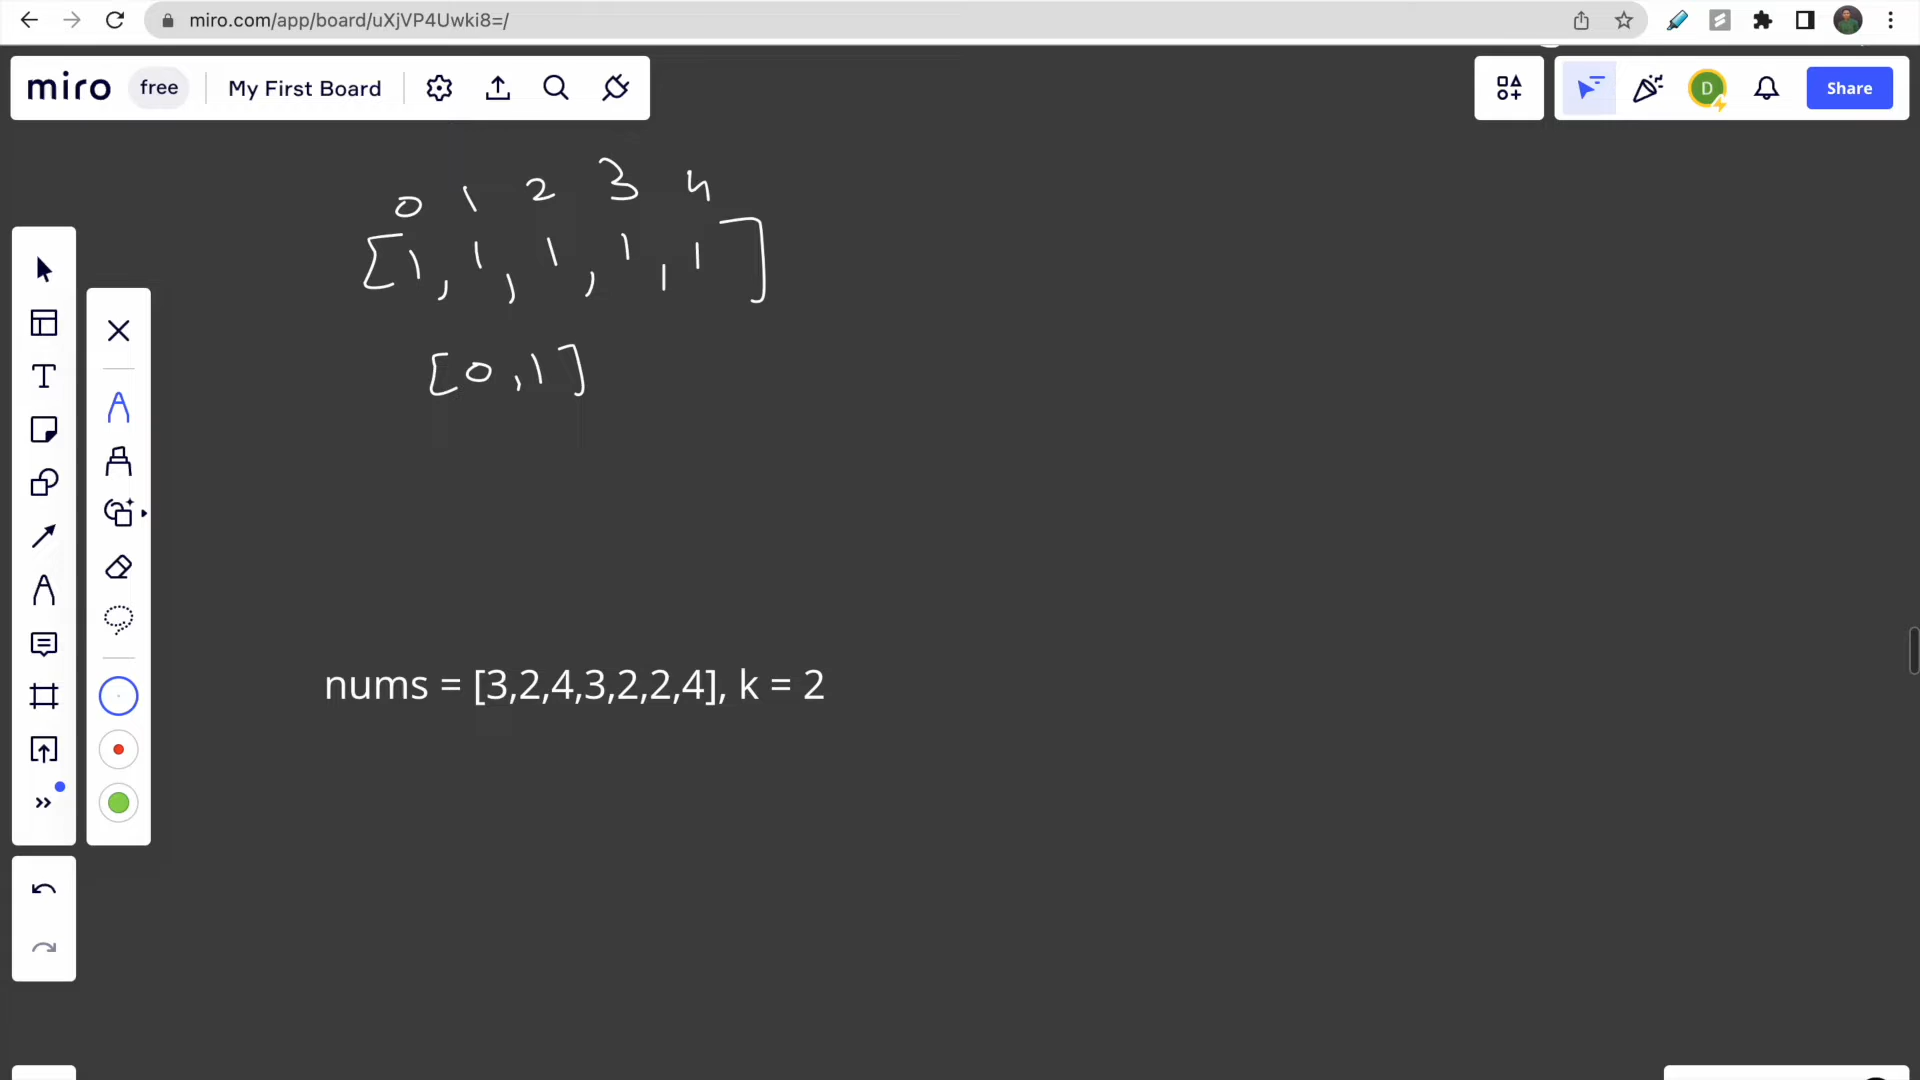 miro.com/app/board/uXjVP4Uwki8=/
miro free My First Board Share
D
0 1 2 3 4
[1, 1, 1, 1, 1]
[0, 1]
T
nums = [3,2,4,3,2,2,4], k = 2